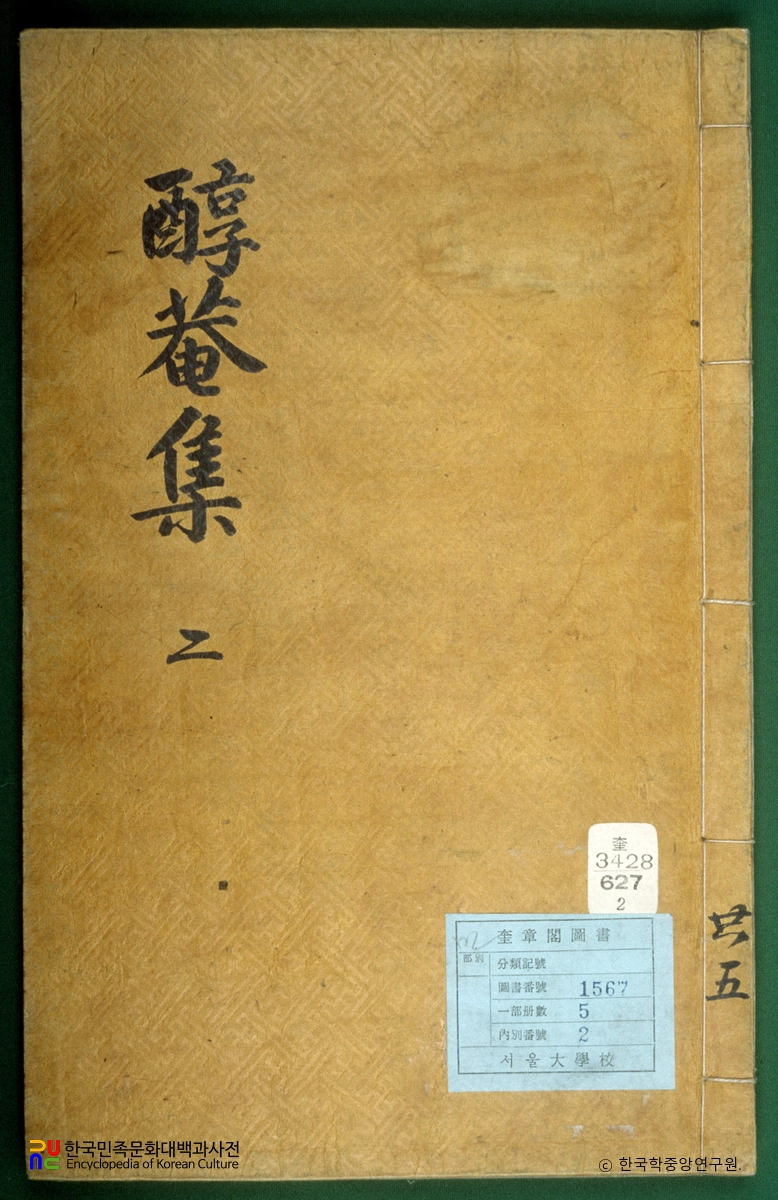 醇菴集
二
共五
奎
3428
627
2
奎章閣圖書
部別
分類記號
圖書番號 1567
一部册數 5
內別番號 2
서울大學校
한국민족문화대백과사전
Encyclopedia of Korean Culture
© 한국학중앙연구원.